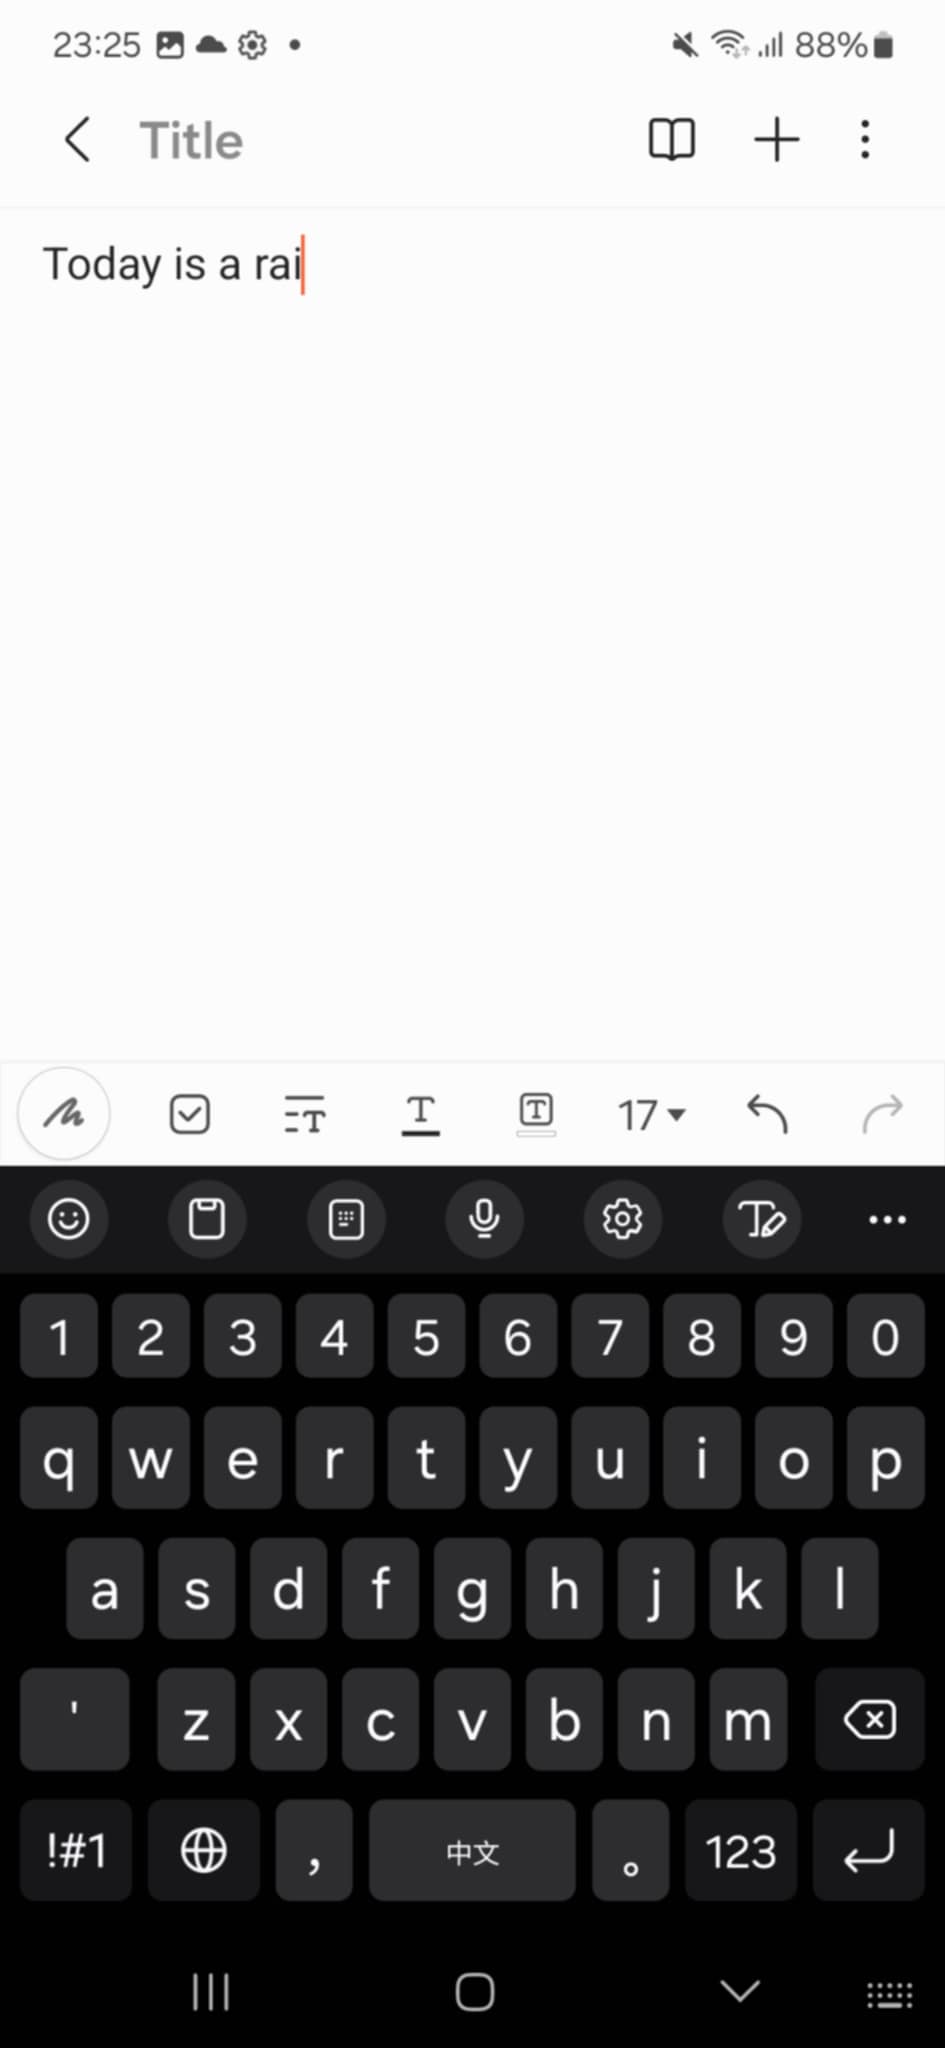 23:25 88%
Title
Today is a rai
17
1 2 3 4 5 6 7 8 9 0
q w e r t y u i o p
a s d f g h j k l
' z x c v b n m
!#1 , 中文 。 123